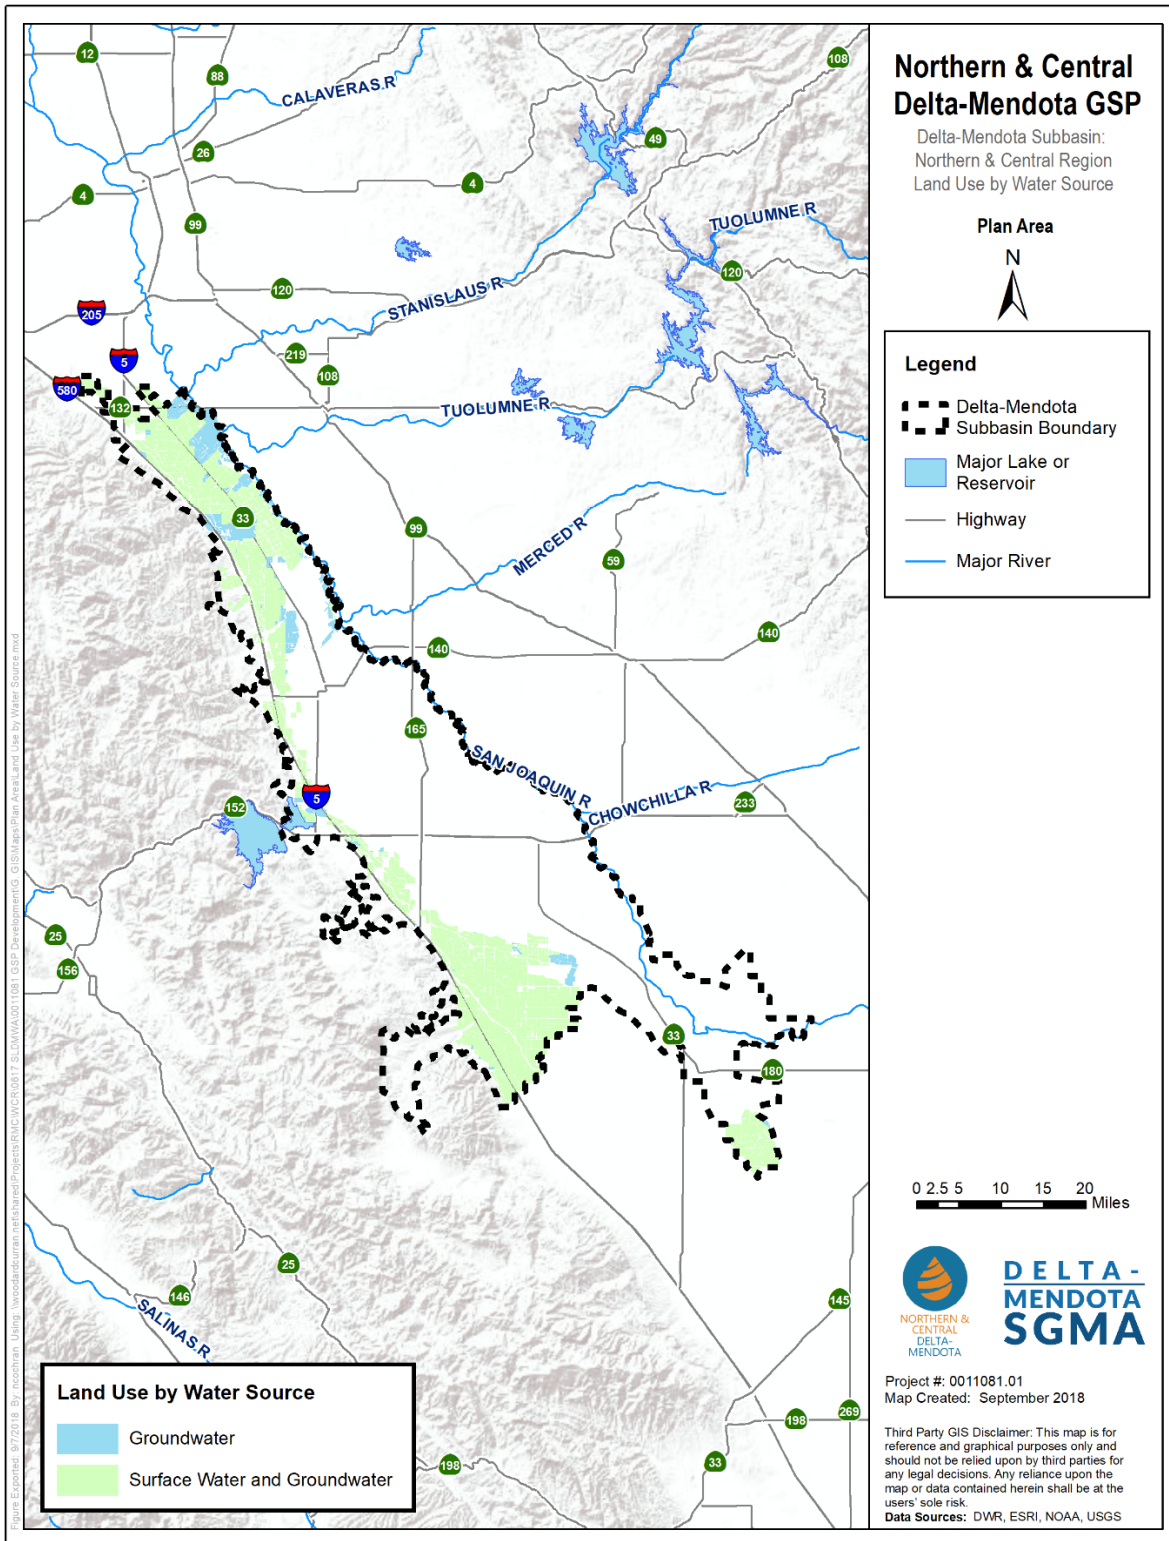 Northern & Central
Delta-Mendota GSP
Delta-Mendota Subbasin:
Northern & Central Region
Land Use by Water Source
Plan Area
N
Legend
Delta-Mendota
Subbasin Boundary
Major Lake or
Reservoir
Highway
Major River
0 2.5 5 10 15 20
Miles
NORTHERN &
CENTRAL
DELTA-
MENDOTA
DELTA-
MENDOTA
SGMA
Project #: 0011081.01
Map Created: September 2018
Third Party GIS Disclaimer: This map is for
reference and graphical purposes only and
should not be relied upon by third parties for
any legal decisions. Any reliance upon the
map or data contained herein shall be at the
users' sole risk.
Data Sources: DWR, ESRI, NOAA, USGS
12
88
108
CALAVERAS R
49
26
4
4
99
TUOLUMNE R
120
120
STANISLAUS R
205
219
5
108
580
132
TUOLUMNE R
33
99
MERCED R
59
140
140
165
SAN JOAQUIN R
CHOWCHILLA R
5
233
152
25
156
33
180
25
146
145
SALINAS R
269
198
198
33
Land Use by Water Source
Groundwater
Surface Water and Groundwater